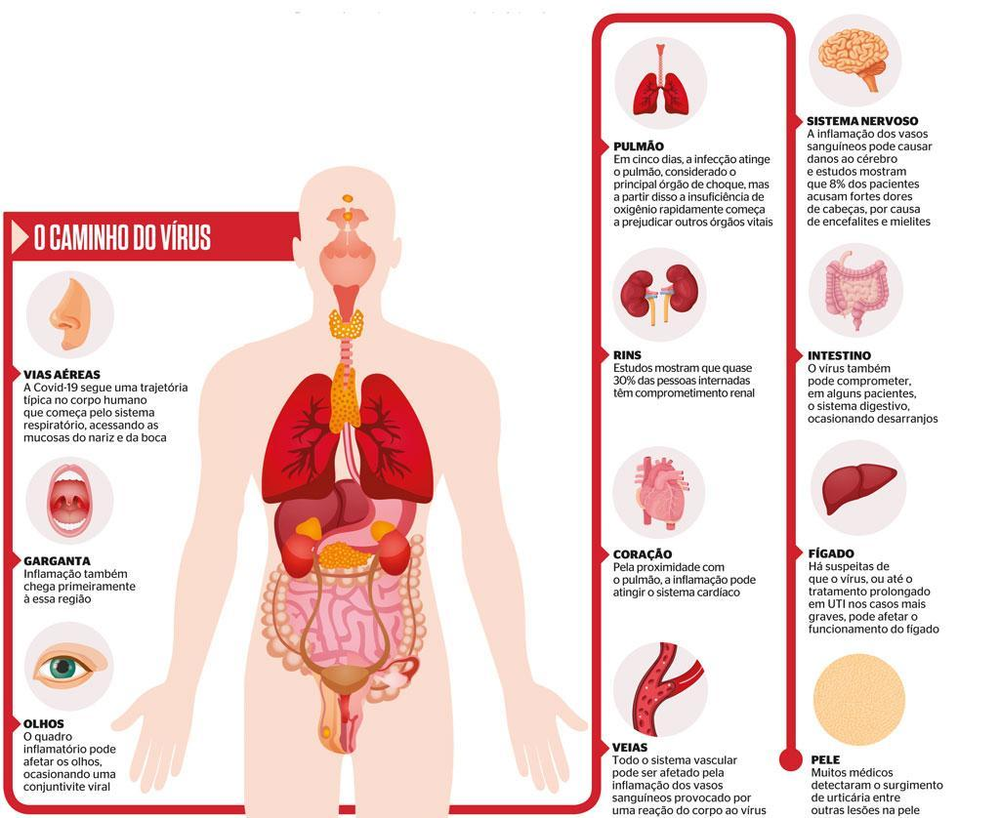 O CAMINHO DO VÍRUS
VIAS AÉREAS
A Covid-19 segue uma trajetória
típica no corpo humano
que começa pelo sistema
respiratório, acessando as
mucosas do nariz e da boca
GARGANTA
Inflamação também
chega primeiramente
à essa região
OLHOS
O quadro
inflamatório pode
afetar os olhos,
ocasionando uma
conjuntivite viral
PULMÃO
Em cinco dias, a infecção atinge
o pulmão, considerado o
principal órgão de choque, mas
a partir disso a insuficiência de
oxigênio rapidamente começa
a prejudicar outros órgãos vitais
RINS
Estudos mostram que quase
30% das pessoas internadas
têm comprometimento renal
CORAÇÃO
Pela proximidade com
o pulmão, a inflamação pode
atingir o sistema cardíaco
VEIAS
Todo o sistema vascular
pode ser afetado pela
inflamação dos vasos
sanguíneos provocado por
uma reação do corpo ao vírus
SISTEMA NERVOSO
A inflamação dos vasos
sanguíneos pode causar
danos ao cérebro
e estudos mostram
que 8% dos pacientes
acusam fortes dores
de cabeças, por causa
de encefalites e mielites
INTESTINO
O vírus também
pode comprometer,
em alguns pacientes,
o sistema digestivo,
ocasionando desarranjos
FÍGADO
Há suspeitas de
que o vírus, ou até o
tratamento prolongado
em UTI nos casos mais
graves, pode afetar o
funcionamento do fígado
PELE
Muitos médicos
detectaram o surgimento
de urticária entre
outras lesões na pele